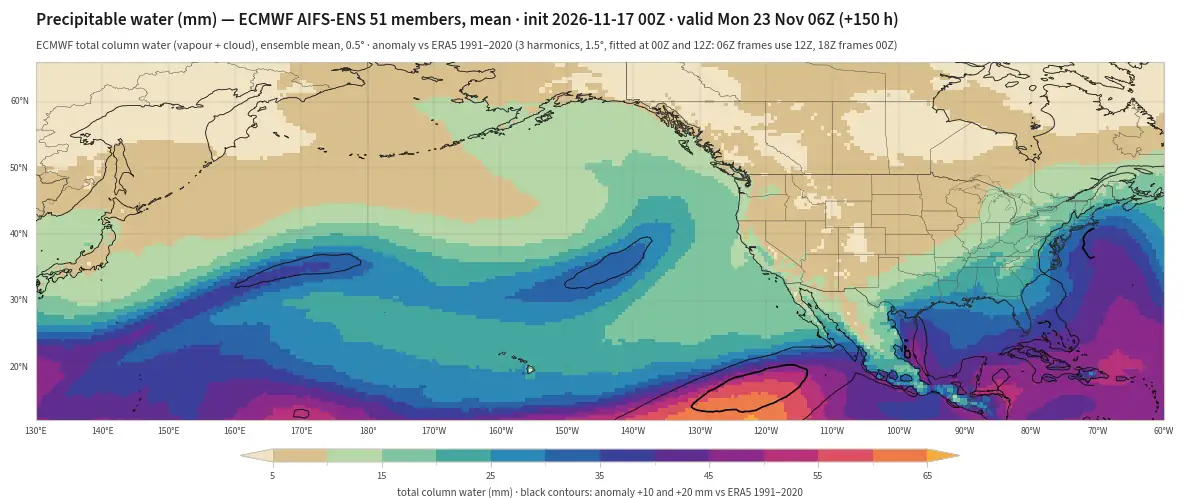 Precipitable water (mm) — ECMWF AIFS-ENS 51 members, mean · init 2026-11-17 00Z · valid Mon 23 Nov 06Z (+150 h)
ECMWF total column water (vapour + cloud), ensemble mean, 0.5° · anomaly vs ERA5 1991–2020 (3 harmonics, 1.5°, fitted at 00Z and 12Z: 06Z frames use 12Z, 18Z frames 00Z)
60°N
50°N
40°N
30°N
20°N
130°E 140°E 150°E 160°E 170°E 180° 170°W 160°W 150°W 140°W 130°W 120°W 110°W 100°W 90°W 80°W 70°W 60°W
5 15 25 35 45 55 65
total column water (mm) · black contours: anomaly +10 and +20 mm vs ERA5 1991–2020